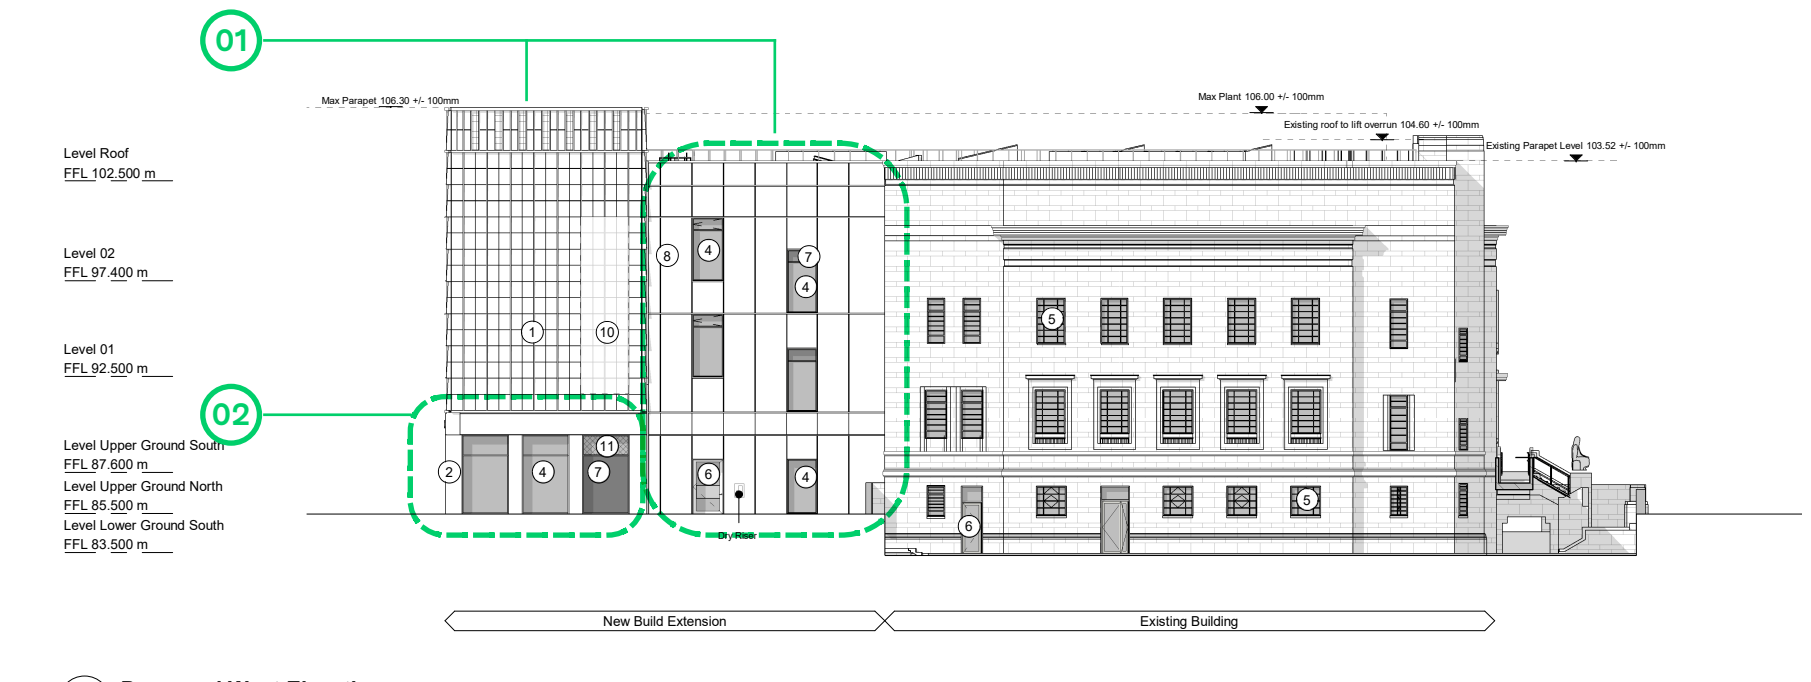 01
Max Parapet 106.30 +/- 100mm
Max Plant 106.00 +/- 100mm
Existing roof to lift overrun 104.60 +/- 100mm
Existing Parapet Level 103.52 +/- 100mm
Level Roof
FFL 102.500 m
Level 02
FFL 97.400 m
8
4
7
4
1
10
5
Level 01
FFL 92.500 m
02
Level Upper Ground South
FFL 87.600 m
Level Upper Ground North
FFL 85.500 m
Level Lower Ground South
FFL 83.500 m
11
2
4
7
6
4
5
6
Dry Riser
New Build Extension
Existing Building